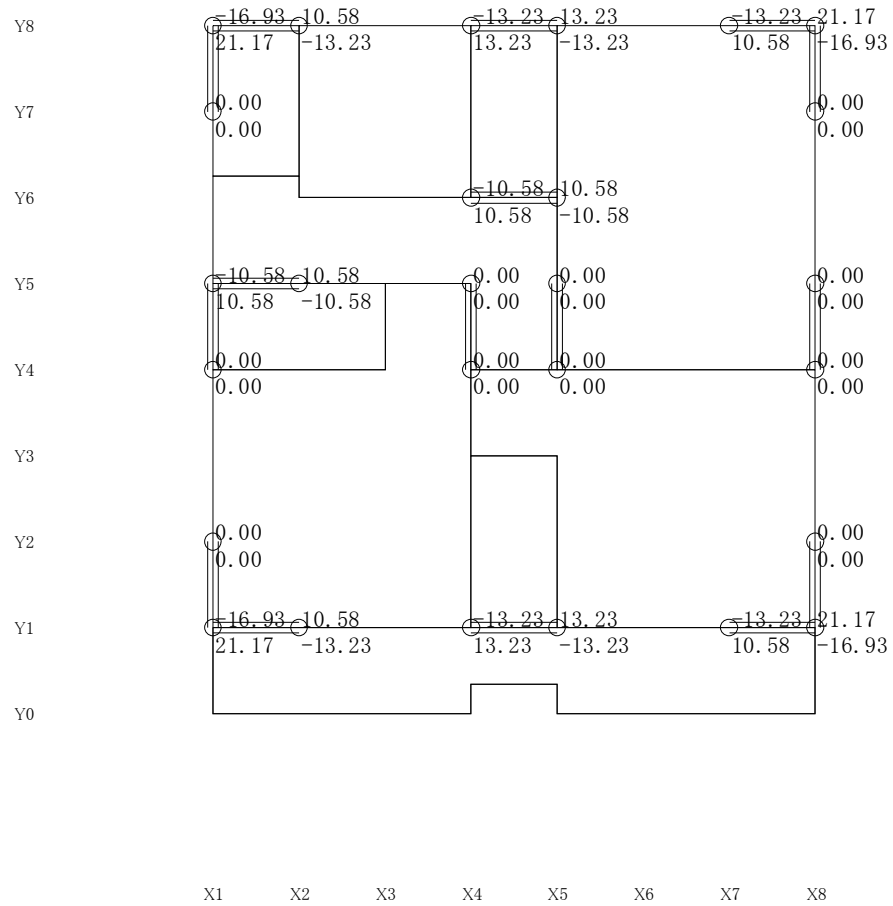 Y8 -16.93 10.58 -13.23 13.23 -13.23 21.17
21.17 -13.23 13.23 -13.23 10.58 -16.93
Y7 0.00 0.00
0.00 0.00
Y6 -10.58 10.58
10.58 -10.58
Y5 -10.58 10.58 0.00 0.00 0.00
10.58 -10.58 0.00 0.00 0.00
Y4 0.00 0.00 0.00 0.00
0.00 0.00 0.00 0.00
Y3
Y2 0.00 0.00
0.00 0.00
Y1 -16.93 10.58 -13.23 13.23 -13.23 21.17
21.17 -13.23 13.23 -13.23 10.58 -16.93
Y0
X1 X2 X3 X4 X5 X6 X7 X8